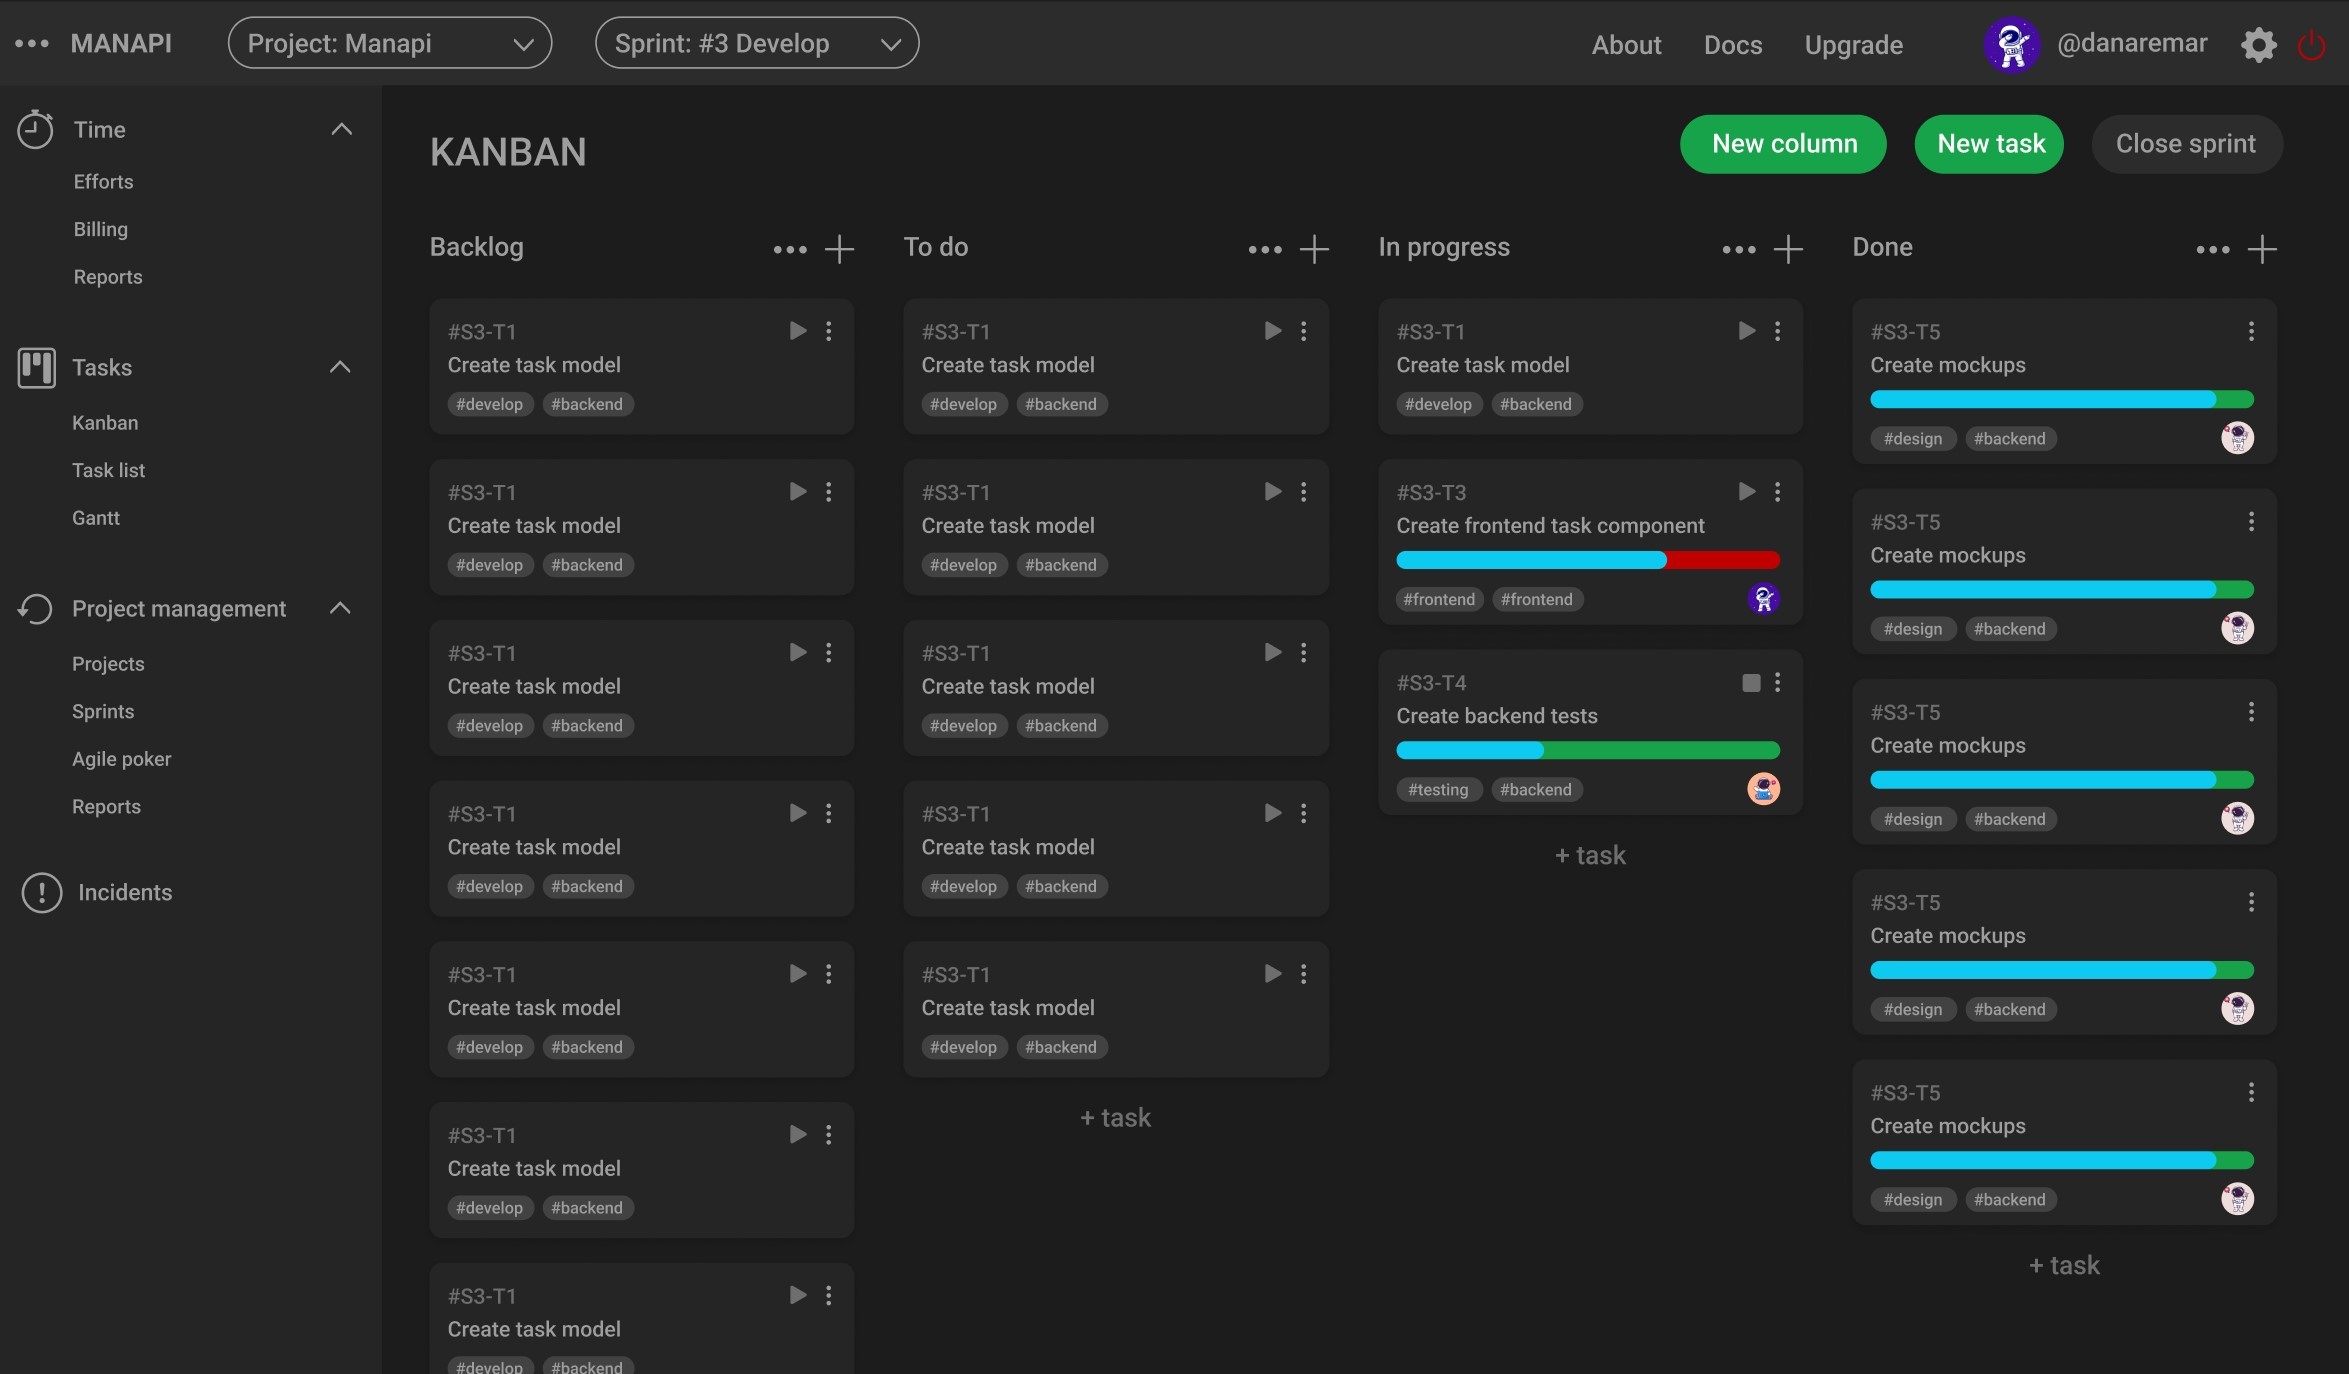 MANAPI
Project: Manapi
Sprint: #3 Develop
About
Docs
Upgrade
@danaremar
Time
Efforts
Billing
Reports
Tasks
Kanban
Task list
Gantt
Project management
Projects
Sprints
Agile poker
Reports
Incidents
KANBAN
New column
New task
Close sprint
Backlog
#S3-T1
Create task model
#develop #backend
#S3-T1
Create task model
#develop #backend
#S3-T1
Create task model
#develop #backend
#S3-T1
Create task model
#develop #backend
#S3-T1
Create task model
#develop #backend
#S3-T1
Create task model
#develop #backend
#S3-T1
Create task model
#develop #backend
To do
#S3-T1
Create task model
#develop #backend
#S3-T1
Create task model
#develop #backend
#S3-T1
Create task model
#develop #backend
#S3-T1
Create task model
#develop #backend
#S3-T1
Create task model
#develop #backend
+ task
In progress
#S3-T1
Create task model
#develop #backend
#S3-T3
Create frontend task component
#frontend #frontend
#S3-T4
Create backend tests
#testing #backend
+ task
Done
#S3-T5
Create mockups
#design #backend
#S3-T5
Create mockups
#design #backend
#S3-T5
Create mockups
#design #backend
#S3-T5
Create mockups
#design #backend
#S3-T5
Create mockups
#design #backend
+ task